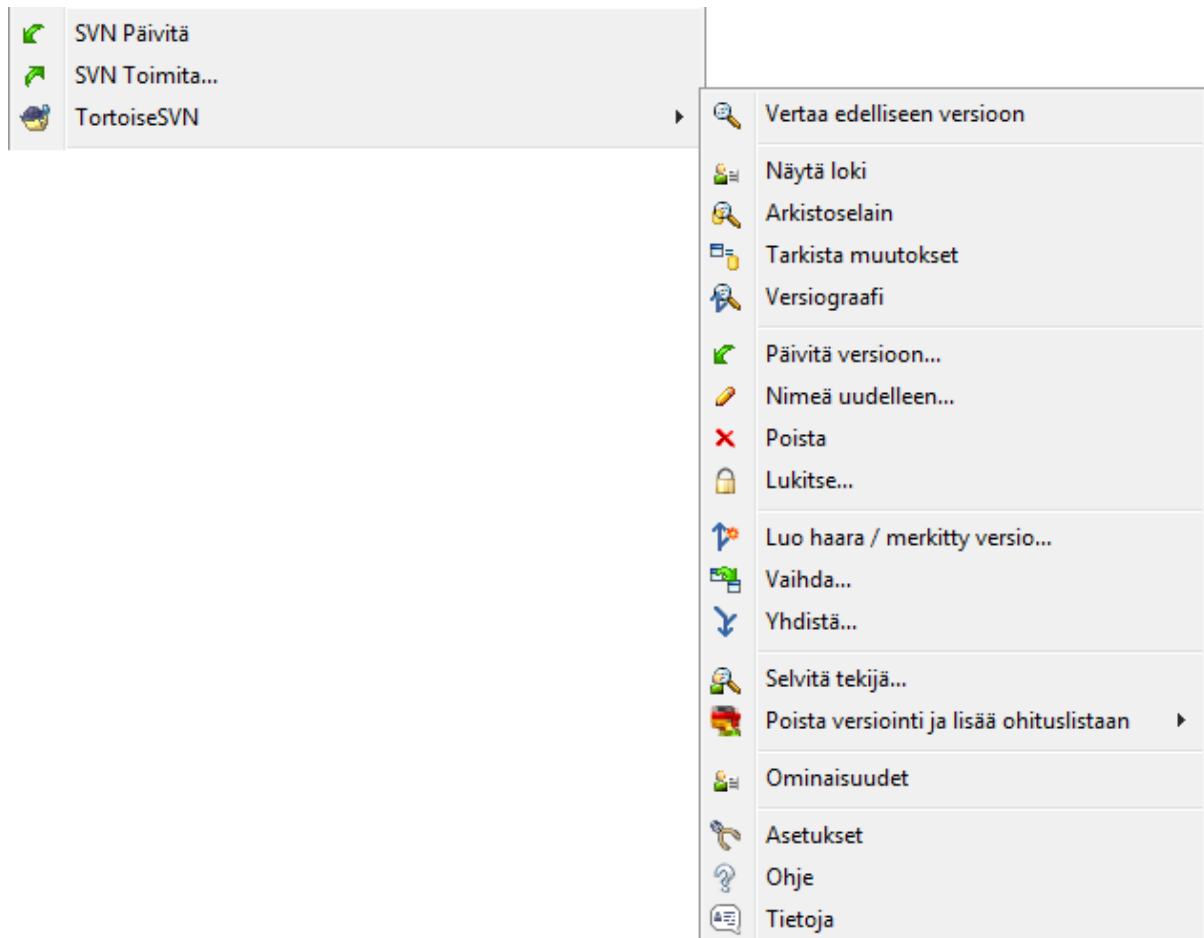 SVN Päivitä
SVN Toimita...
TortoiseSVN
Vertaa edelliseen versioon
Näytä loki
Arkistoselain
Tarkista muutokset
Versiograafi
Päivitä versioon...
Nimeä uudelleen...
Poista
Lukitse...
Luo haara / merkitty versio...
Vaihda...
Yhdistä...
Selvitä tekijä...
Poista versiointi ja lisää ohituslistaan
Ominaisuudet
Asetukset
Ohje
Tietoja